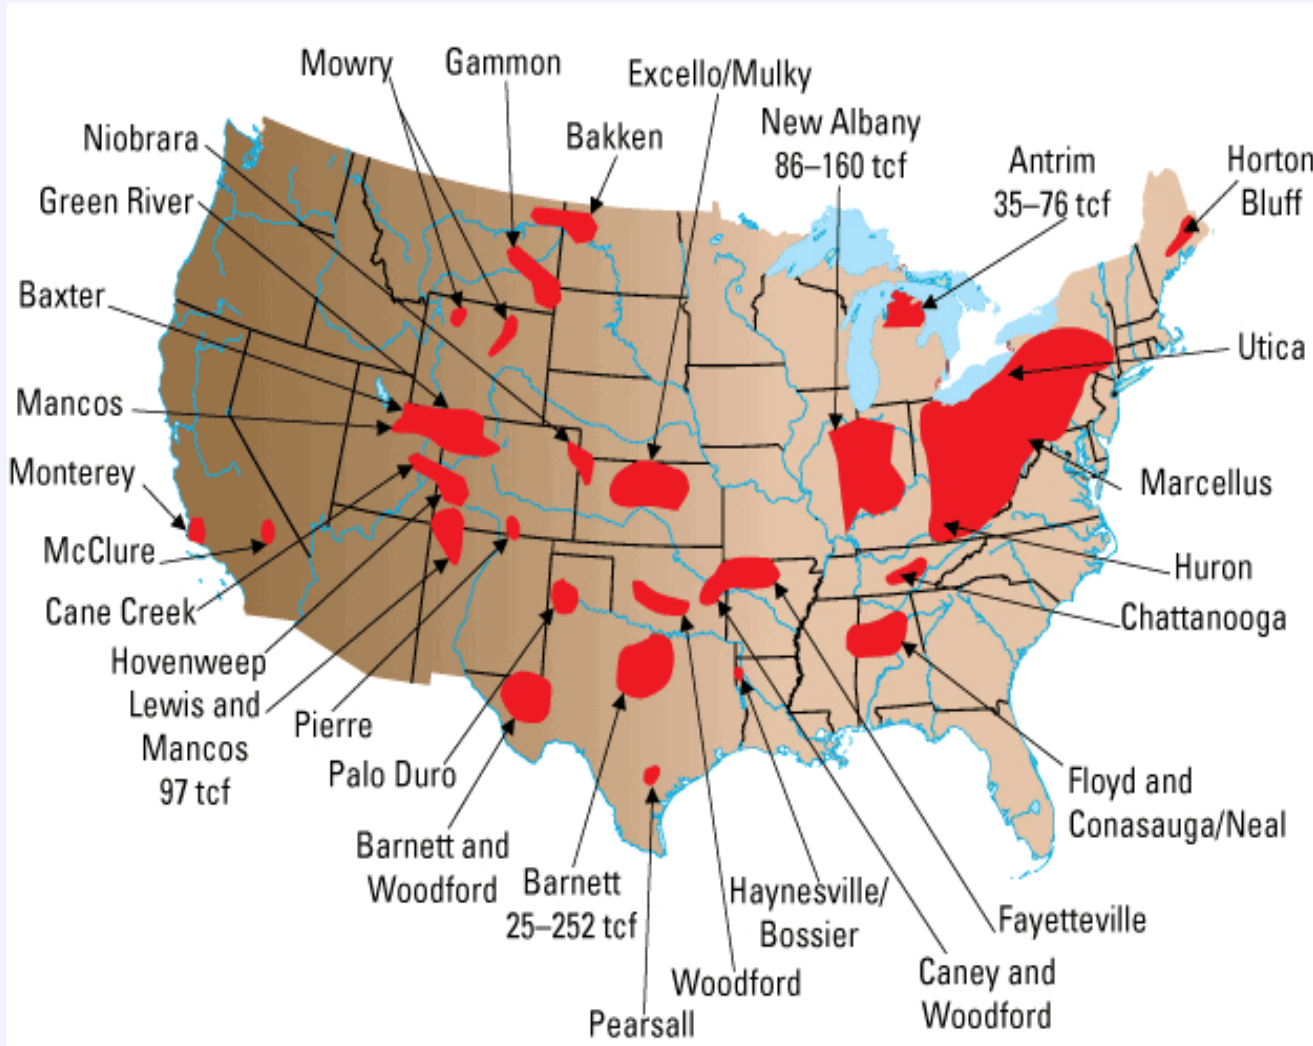 Mowry
Gammon
Excello/Mulky
Bakken
New Albany
86–160 tcf
Antrim
35–76 tcf
Horton
Bluff
Niobrara
Green River
Baxter
Mancos
Monterey
McClure
Cane Creek
Hovenweep
Lewis and
Mancos
97 tcf
Pierre
Palo Duro
Barnett and
Woodford
Barnett
25–252 tcf
Pearsall
Woodford
Haynesville/
Bossier
Caney and
Woodford
Fayetteville
Floyd and
Conasauga/Neal
Chattanooga
Huron
Marcellus
Utica